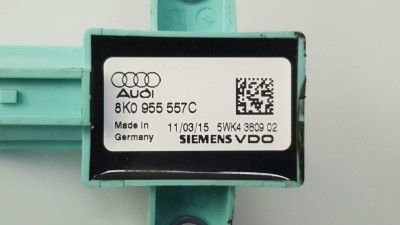 Audi
8K0 955 557C
Made in Germany
11/03/15 5WK4 3809 02
SIEMENS VDO